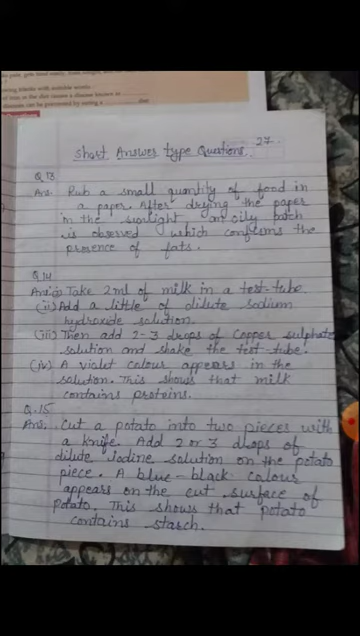 27.
Short Answer type Questions.
Q.13
Ans. Rub a small quantity of food in
a paper. After drying the paper
in the sunlight, an oily patch
is observed which confirms the
presence of fats.
Q.14
Ans: (i) Take 2 ml of milk in a test-tube.
(ii) Add a little of dilute sodium
hydroxide solution.
(iii) Then add 2-3 drops of copper sulphate
solution and shake the test-tube.
(iv) A violet colour appears in the
solution. This shows that milk
contains proteins.
Q.15
Ans. Cut a potato into two pieces with
a knife. Add 2 or 3 drops of
dilute iodine solution on the potato
piece. A blue-black colour
appears on the cut surface of
potato. This shows that potato
contains starch.